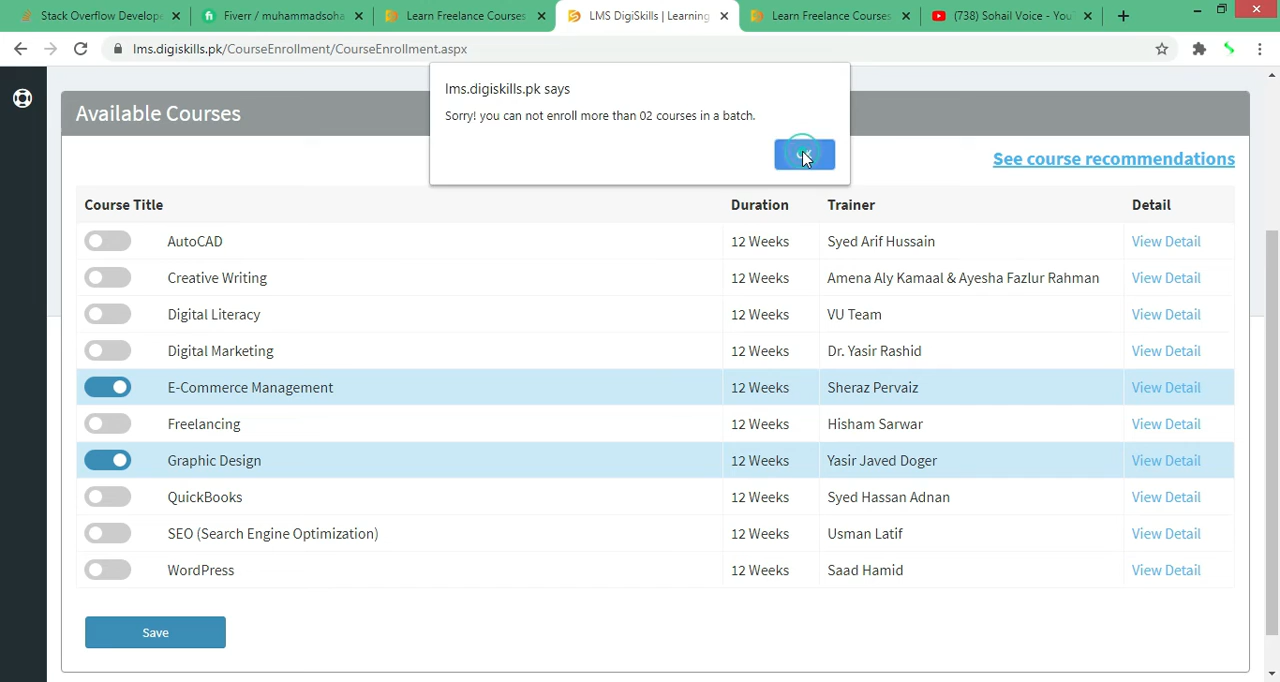 Stack Overflow Develope
Fiverr / muhammadsoha
Learn Freelance Courses
LMS DigiSkills | Learning
Learn Freelance Courses
(738) Sohail Voice - You
lms.digiskills.pk/CourseEnrollment/CourseEnrollment.aspx
lms.digiskills.pk says
Sorry! you can not enroll more than 02 courses in a batch.
Available Courses
See course recommendations
Course Title Duration Trainer Detail
AutoCAD 12 Weeks Syed Arif Hussain View Detail
Creative Writing 12 Weeks Amena Aly Kamaal & Ayesha Fazlur Rahman View Detail
Digital Literacy 12 Weeks VU Team View Detail
Digital Marketing 12 Weeks Dr. Yasir Rashid View Detail
E-Commerce Management 12 Weeks Sheraz Pervaiz View Detail
Freelancing 12 Weeks Hisham Sarwar View Detail
Graphic Design 12 Weeks Yasir Javed Doger View Detail
QuickBooks 12 Weeks Syed Hassan Adnan View Detail
SEO (Search Engine Optimization) 12 Weeks Usman Latif View Detail
WordPress 12 Weeks Saad Hamid View Detail
Save